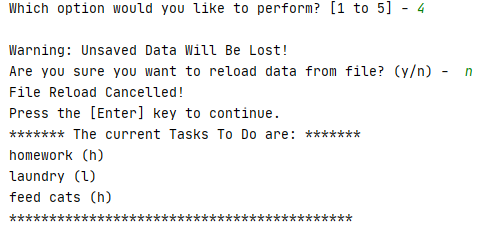 Which option would you like to perform? [1 to 5] - 4
Warning: Unsaved Data Will Be Lost!
Are you sure you want to reload data from file? (y/n) -  n
File Reload Cancelled!
Press the [Enter] key to continue.
******* The current Tasks To Do are: *******
homework (h)
laundry (l)
feed cats (h)
*******************************************